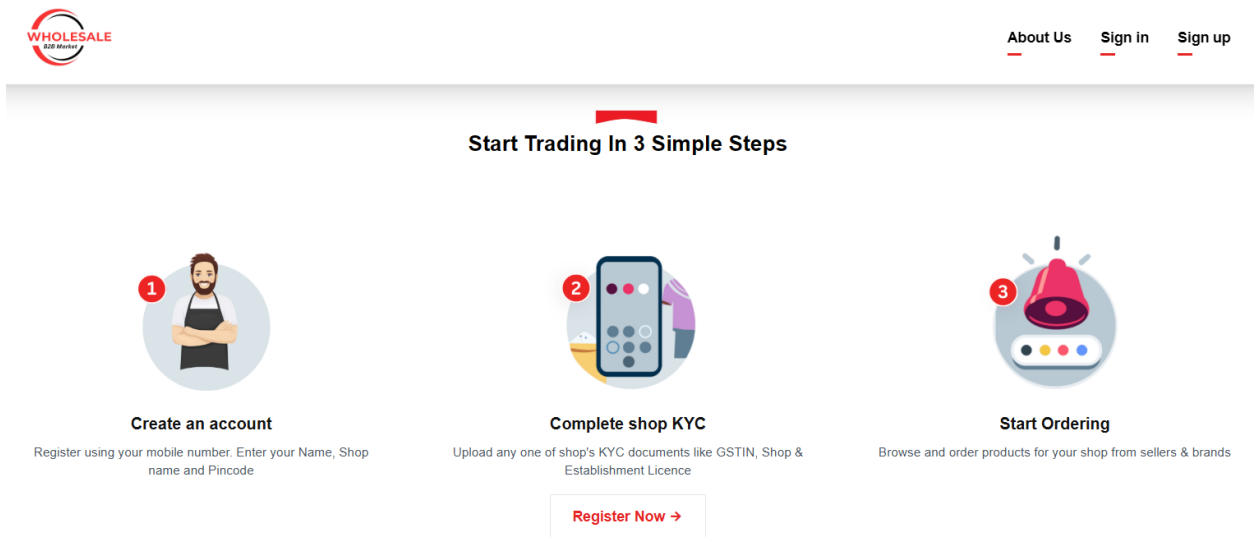 WHOLESALE
B2B Market
About Us Sign in Sign up
Start Trading In 3 Simple Steps
1
2
3
Create an account
Register using your mobile number. Enter your Name, Shop
name and Pincode
Complete shop KYC
Upload any one of shop's KYC documents like GSTIN, Shop &
Establishment Licence
Register Now →
Start Ordering
Browse and order products for your shop from sellers & brands